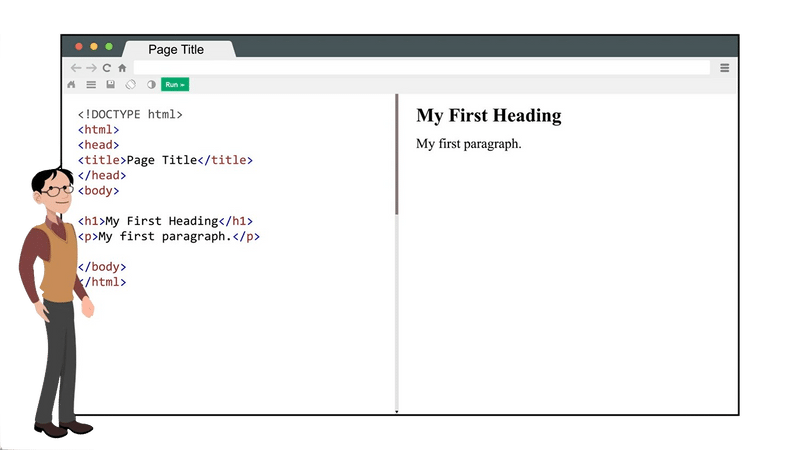 Page Title
Run »
<!DOCTYPE html>
<html>
<head>
<title>Page Title</title>
</head>
<body>
<h1>My First Heading</h1>
<p>My first paragraph.</p>
</body>
</html>
My First Heading
My first paragraph.